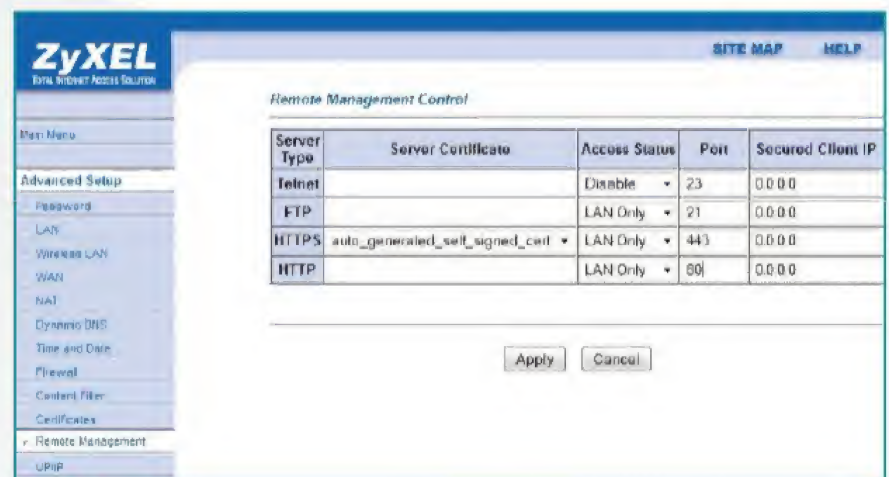 ZyXEL
TOTAL INTERNET ACCESS SOLUTION
SITE MAP HELP
Main Menu
Advanced Setup
Password
LAN
Wireless LAN
WAN
NAT
Dynamic DNS
Time and Date
Firewall
Content Filter
Certificates
Remote Management
UPnP
Remote Management Control
Server Type Server Certificate Access Status Port Secured Client IP
Telnet Disable 23 0.0.0.0
FTP LAN Only 21 0.0.0.0
HTTPS auto_generated_self_signed_cert LAN Only 443 0.0.0.0
HTTP LAN Only 80 0.0.0.0
Apply Cancel